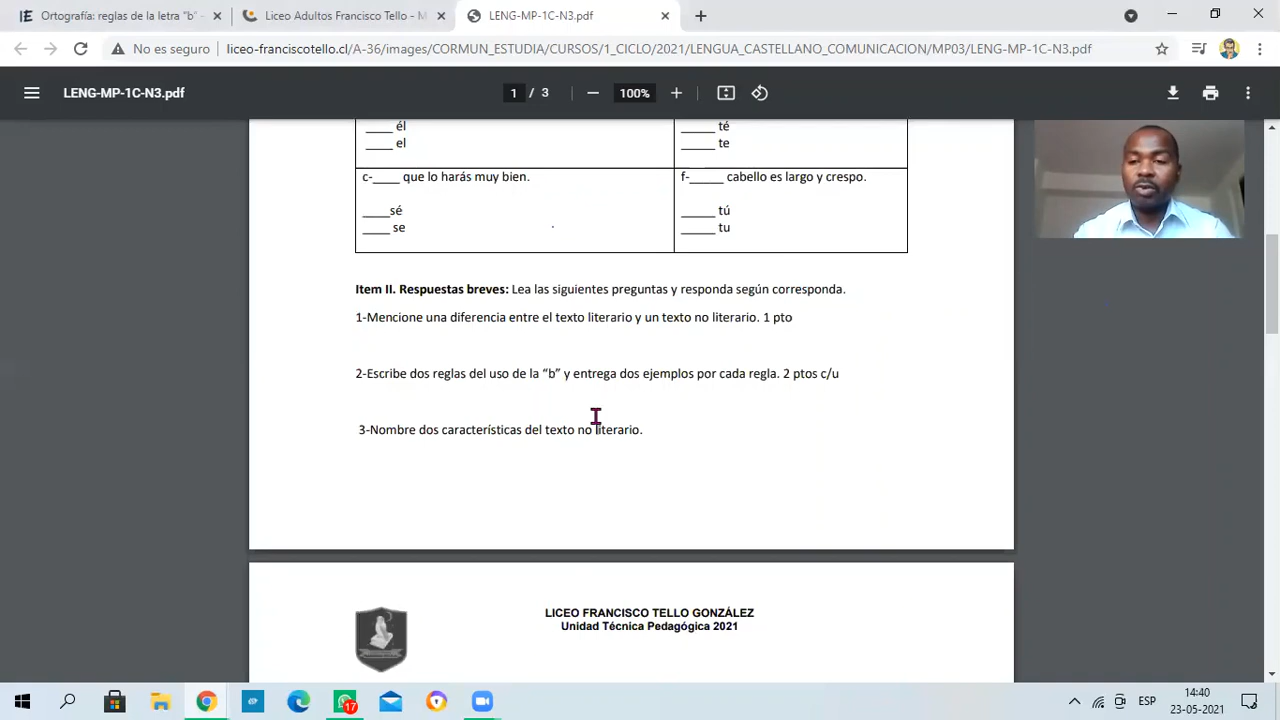 Ortografía: reglas de la letra “b”
Liceo Adultos Francisco Tello - M
LENG-MP-1C-N3.pdf
No es seguro
liceo-franciscotello.cl/A-36/images/CORMUN_ESTUDIA/CURSOS/1_CICLO/2021/LENGUA_CASTELLANO_COMUNICACION/MP03/LENG-MP-1C-N3.pdf
LENG-MP-1C-N3.pdf
1 / 3
100%
____ él
____ el
_____ té
_____ te
c-____ que lo harás muy bien.
____sé
____ se
f-_____ cabello es largo y crespo.
_____ tú
_____ tu
Item II. Respuestas breves: Lea las siguientes preguntas y responda según corresponda.
1-Mencione una diferencia entre el texto literario y un texto no literario. 1 pto
2-Escribe dos reglas del uso de la “b” y entrega dos ejemplos por cada regla. 2 ptos c/u
3-Nombre dos características del texto no literario.
LICEO FRANCISCO TELLO GONZÁLEZ
Unidad Técnica Pedagógica 2021
17
ESP
14:40
23-05-2021